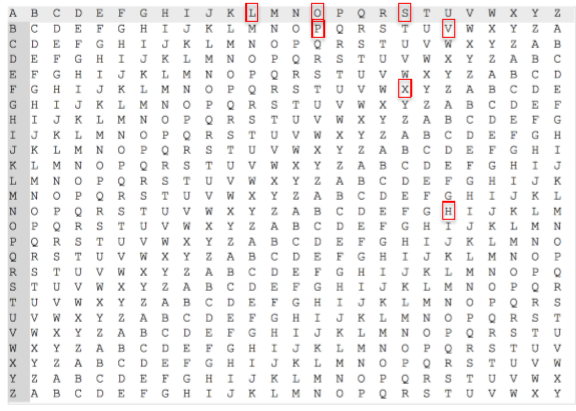 A B C D E F G H I J K L M N O P Q R S T U V W X Y Z
B C D E F G H I J K L M N O P Q R S T U V W X Y Z A
C D E F G H I J K L M N O P Q R S T U V W X Y Z A B
D E F G H I J K L M N O P Q R S T U V W X Y Z A B C
E F G H I J K L M N O P Q R S T U V W X Y Z A B C D
F G H I J K L M N O P Q R S T U V W X Y Z A B C D E
G H I J K L M N O P Q R S T U V W X Y Z A B C D E F
H I J K L M N O P Q R S T U V W X Y Z A B C D E F G
I J K L M N O P Q R S T U V W X Y Z A B C D E F G H
J K L M N O P Q R S T U V W X Y Z A B C D E F G H I
K L M N O P Q R S T U V W X Y Z A B C D E F G H I J
L M N O P Q R S T U V W X Y Z A B C D E F G H I J K
M N O P Q R S T U V W X Y Z A B C D E F G H I J K L
N O P Q R S T U V W X Y Z A B C D E F G H I J K L M
O P Q R S T U V W X Y Z A B C D E F G H I J K L M N
P Q R S T U V W X Y Z A B C D E F G H I J K L M N O
Q R S T U V W X Y Z A B C D E F G H I J K L M N O P
R S T U V W X Y Z A B C D E F G H I J K L M N O P Q
S T U V W X Y Z A B C D E F G H I J K L M N O P Q R
T U V W X Y Z A B C D E F G H I J K L M N O P Q R S
U V W X Y Z A B C D E F G H I J K L M N O P Q R S T
V W X Y Z A B C D E F G H I J K L M N O P Q R S T U
W X Y Z A B C D E F G H I J K L M N O P Q R S T U V
X Y Z A B C D E F G H I J K L M N O P Q R S T U V W
Y Z A B C D E F G H I J K L M N O P Q R S T U V W X
Z A B C D E F G H I J K L M N O P Q R S T U V W X Y